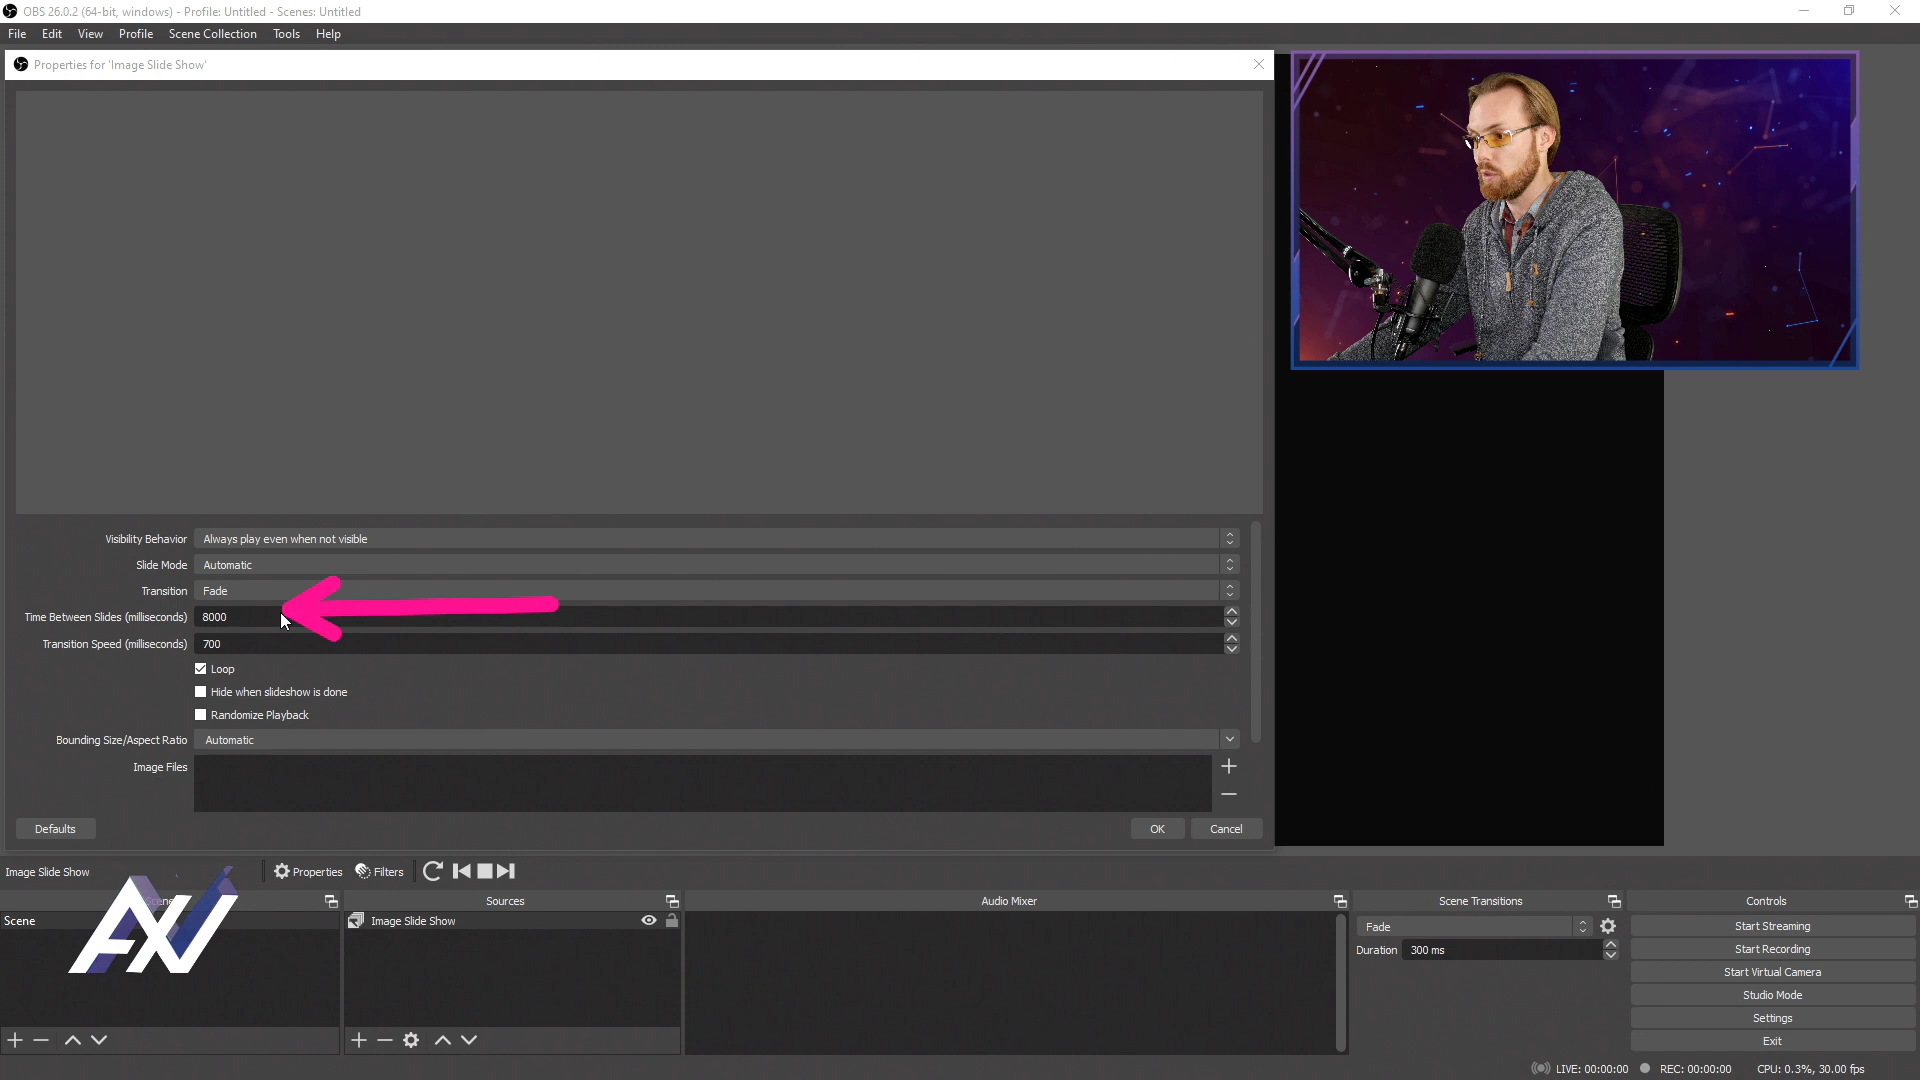 OBS 26.0.2 (64-bit, windows) - Profile: Untitled - Scenes: Untitled
File Edit View Profile Scene Collection Tools Help
Properties for 'Image Slide Show'
Visibility Behavior Always play even when not visible
Slide Mode Automatic
Transition Fade
Time Between Slides (milliseconds) 8000
Transition Speed (milliseconds) 700
Loop
Hide when slideshow is done
Randomize Playback
Bounding Size/Aspect Ratio Automatic
Image Files
Defaults OK Cancel
Image Slide Show Properties Filters
Sources Audio Mixer Scene Transitions Controls
Scene Image Slide Show Fade Start Streaming
Duration 300 ms Start Recording
Start Virtual Camera
Studio Mode
Settings
Exit
LIVE: 00:00:00 REC: 00:00:00 CPU: 0.3%, 30.00 fps